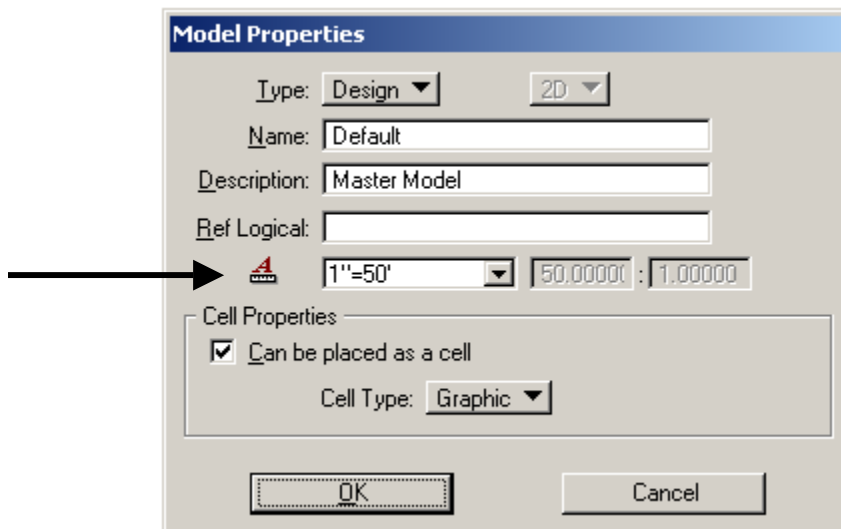 Model Properties
Type: Design 2D
Name: Default
Description: Master Model
Ref Logical:
A 1"=50' 50.0000( : 1.00000
Cell Properties
Can be placed as a cell
Cell Type: Graphic
OK Cancel